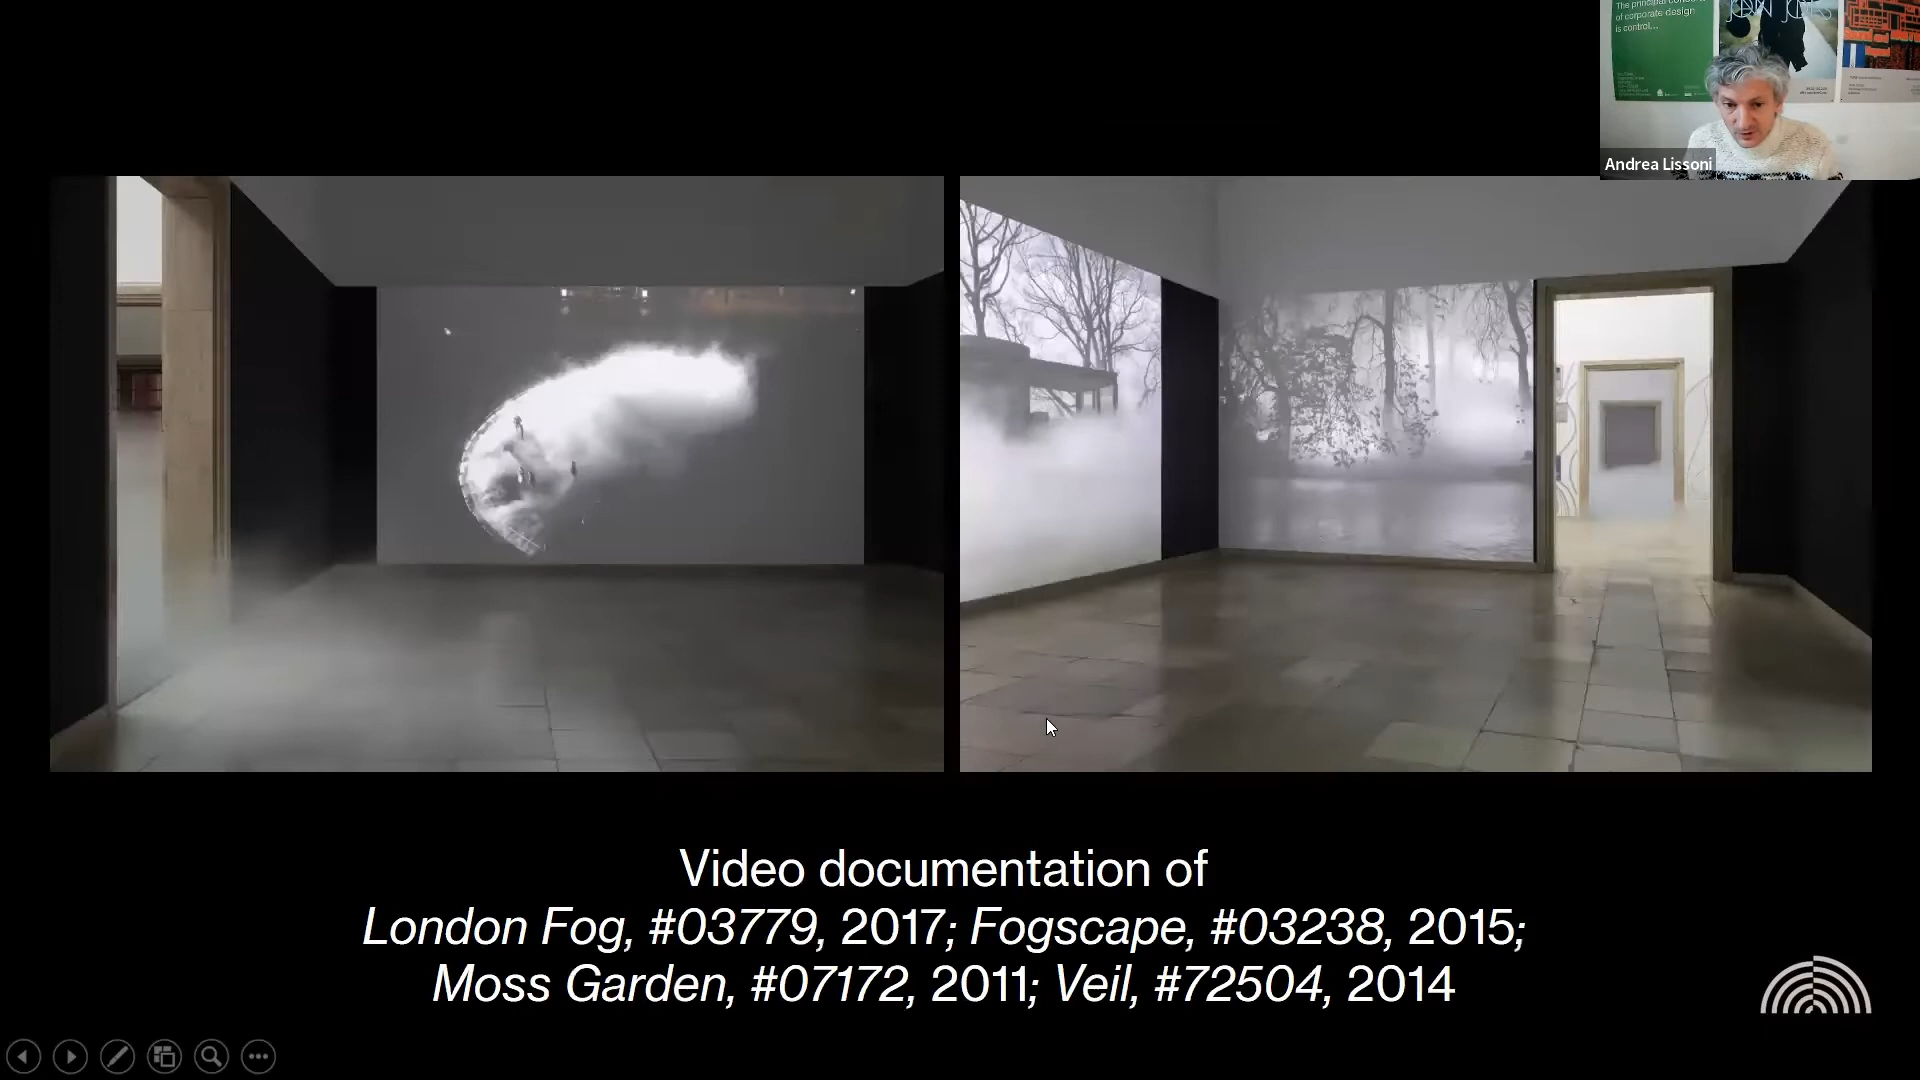 The principal
of corporate design
is control...
Andrea Lissoni
Video documentation of
London Fog, #03779, 2017; Fogscape, #03238, 2015;
Moss Garden, #07172, 2011; Veil, #72504, 2014